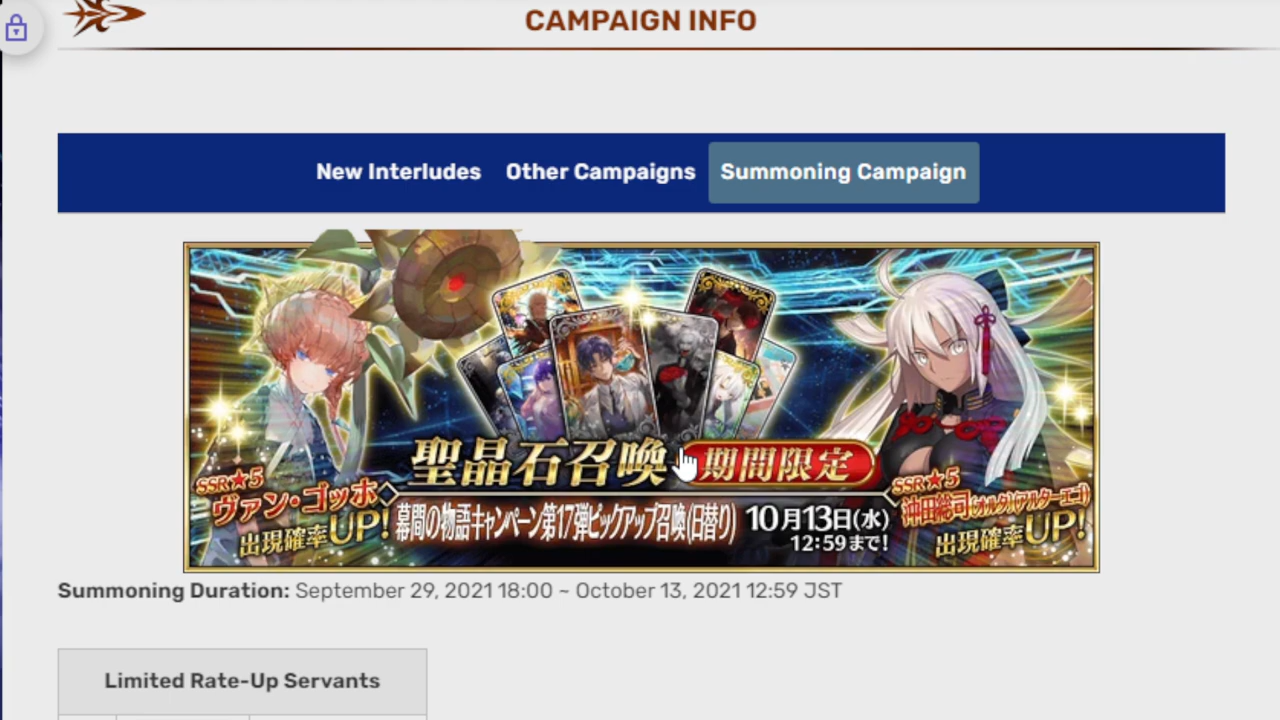 CAMPAIGN INFO
New Interludes Other Campaigns Summoning Campaign
聖晶石召喚 期間限定
SSR★5
ヴァン・ゴッホ
出現確率UP!
幕間の物語キャンペーン第17弾ピックアップ召喚(日替り)
10月13日(水)
12:59まで!
SSR★5
沖田総司(オルタ)(アルターエゴ)
出現確率UP!
Summoning Duration: September 29, 2021 18:00 ~ October 13, 2021 12:59 JST
Limited Rate-Up Servants